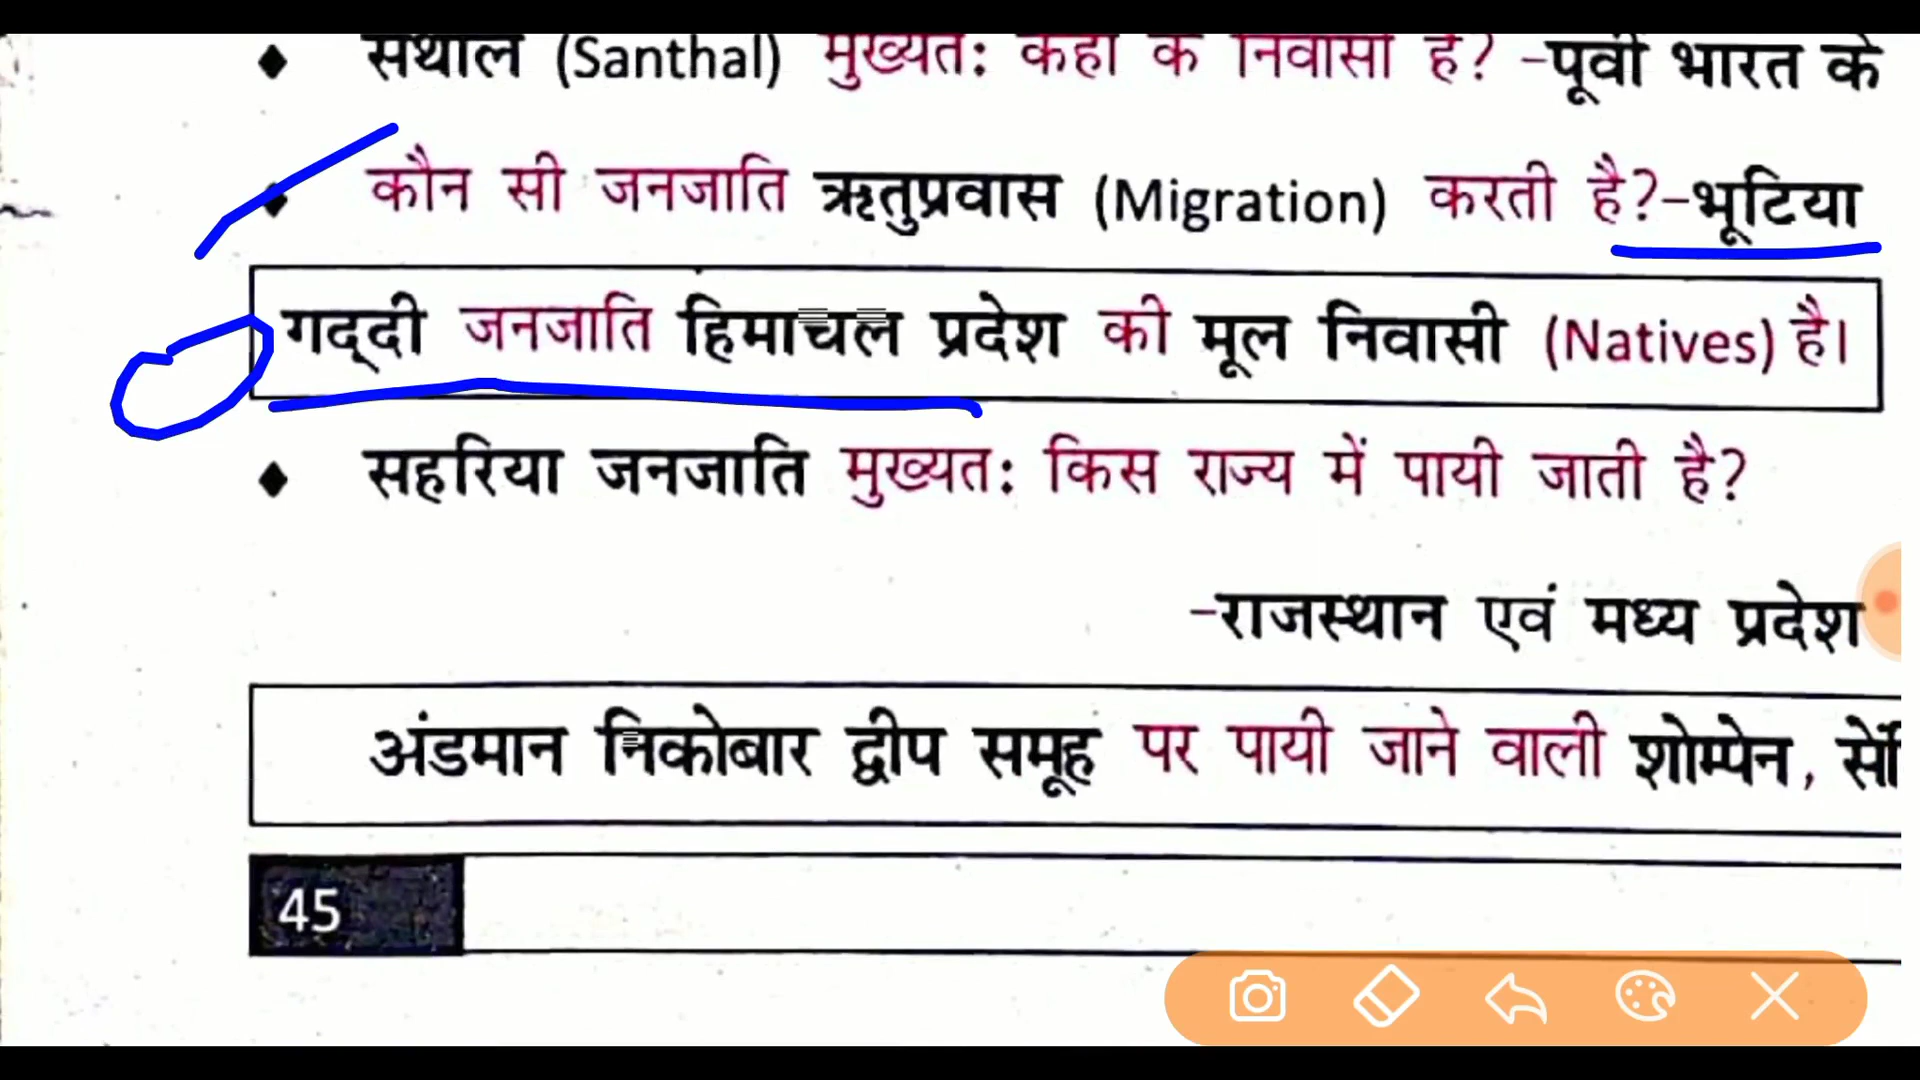 ♦ संथाल (Santhal) मुख्यत: कहाँ के निवासी हैं? -पूर्वी भारत के
♦ कौन सी जनजाति ऋतुप्रवास (Migration) करती है?-भूटिया
गद्दी जनजाति हिमाचल प्रदेश की मूल निवासी (Natives) है।
♦ सहरिया जनजाति मुख्यत: किस राज्य में पायी जाती है?
-राजस्थान एवं मध्य प्रदेश
अंडमान निकोबार द्वीप समूह पर पायी जाने वाली शोम्पेन,
45